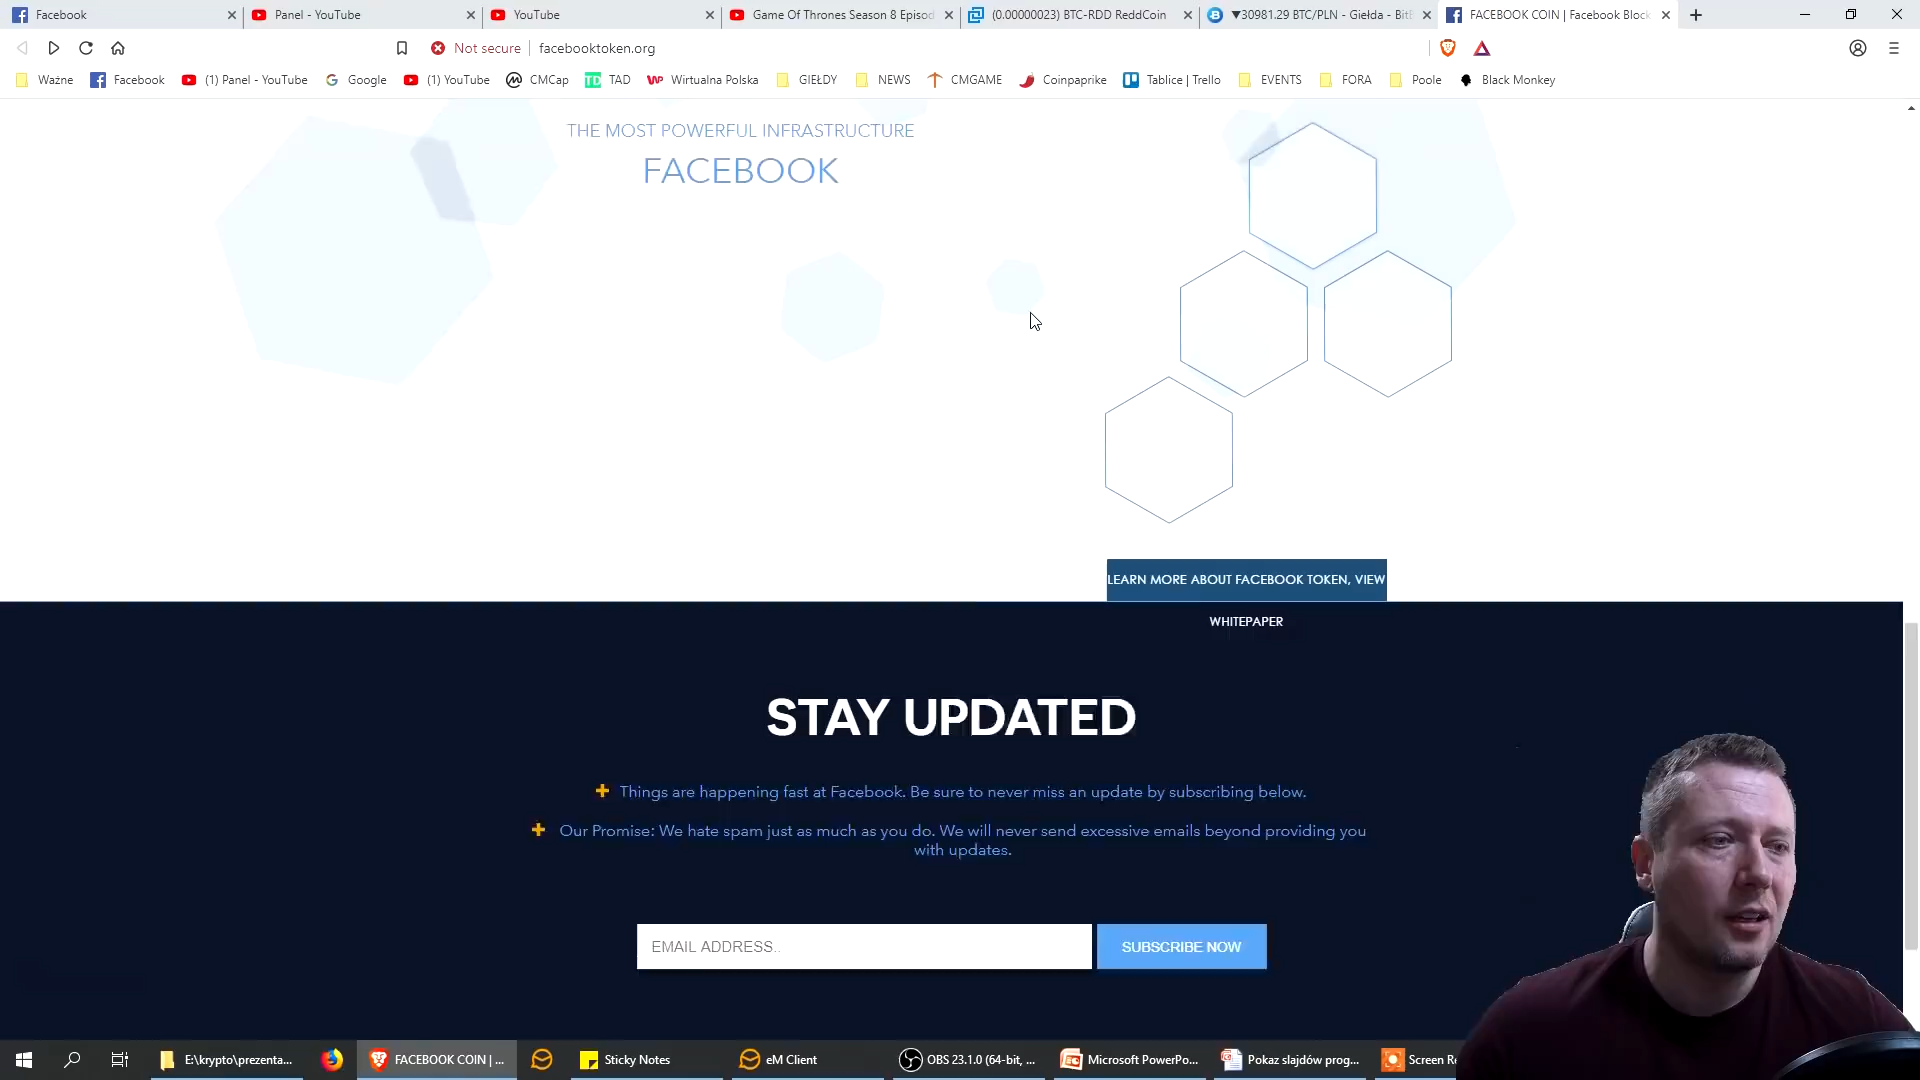 Facebook
Panel - YouTube
YouTube
Game Of Thrones Season 8 Episod
(0.00000023) BTC-RDD ReddCoin
▼30981.29 BTC/PLN - Giełda - Bit
FACEBOOK COIN | Facebook Block
Not secure
facebooktoken.org
Ważne
Facebook
(1) Panel - YouTube
Google
(1) YouTube
CMCap
TAD
Wirtualna Polska
GIEŁDY
NEWS
CMGAME
Coinpaprike
Tablice | Trello
EVENTS
FORA
Poole
Black Monkey
THE MOST POWERFUL INFRASTRUCTURE
FACEBOOK
LEARN MORE ABOUT FACEBOOK TOKEN, VIEW
WHITEPAPER
STAY UPDATED
Things are happening fast at Facebook. Be sure to never miss an update by subscribing below.
Our Promise: We hate spam just as much as you do. We will never send excessive emails beyond providing you
with updates.
EMAIL ADDRESS..
SUBSCRIBE NOW
E:\krypto\prezenta...
FACEBOOK COIN | ...
Sticky Notes
eM Client
OBS 23.1.0 (64-bit, ...
Microsoft PowerPo...
Pokaz slajdów prog...
Screen Re